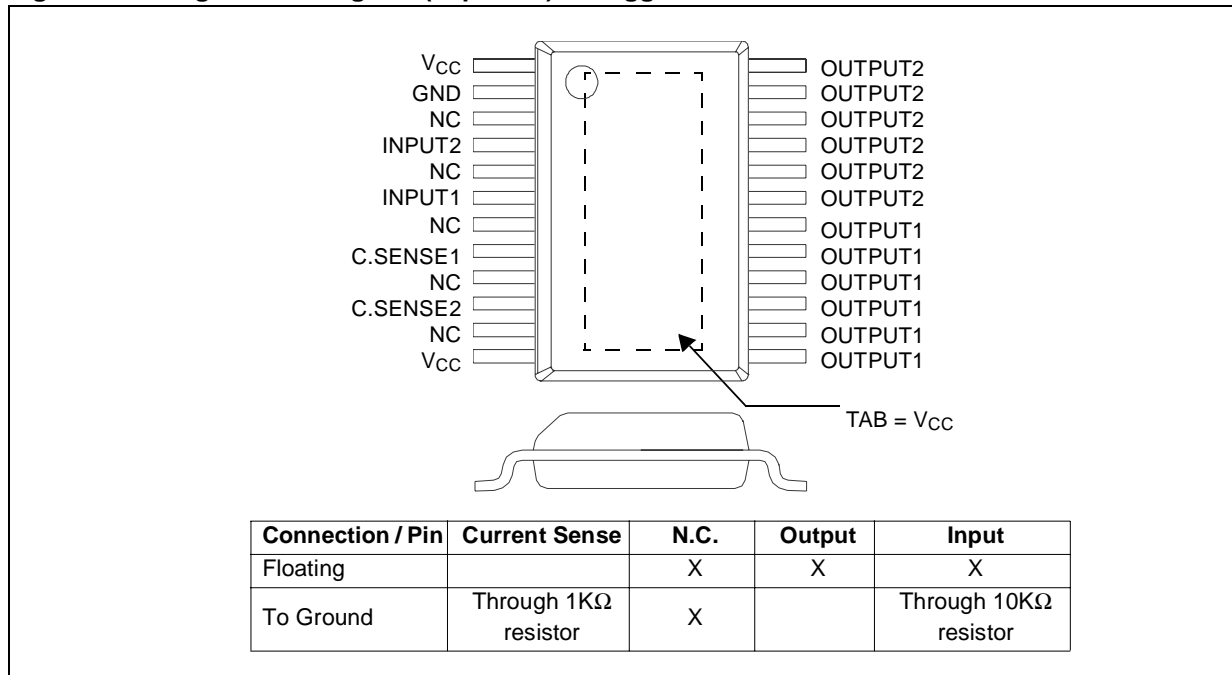 VCC
GND
NC
INPUT2
NC
INPUT1
NC
C.SENSE1
NC
C.SENSE2
NC
VCC
OUTPUT2
OUTPUT2
OUTPUT2
OUTPUT2
OUTPUT2
OUTPUT2
OUTPUT1
OUTPUT1
OUTPUT1
OUTPUT1
OUTPUT1
OUTPUT1
TAB = VCC
Connection / Pin Current Sense N.C. Output Input
Floating X X X
To Ground Through 1KΩ resistor X Through 10KΩ resistor